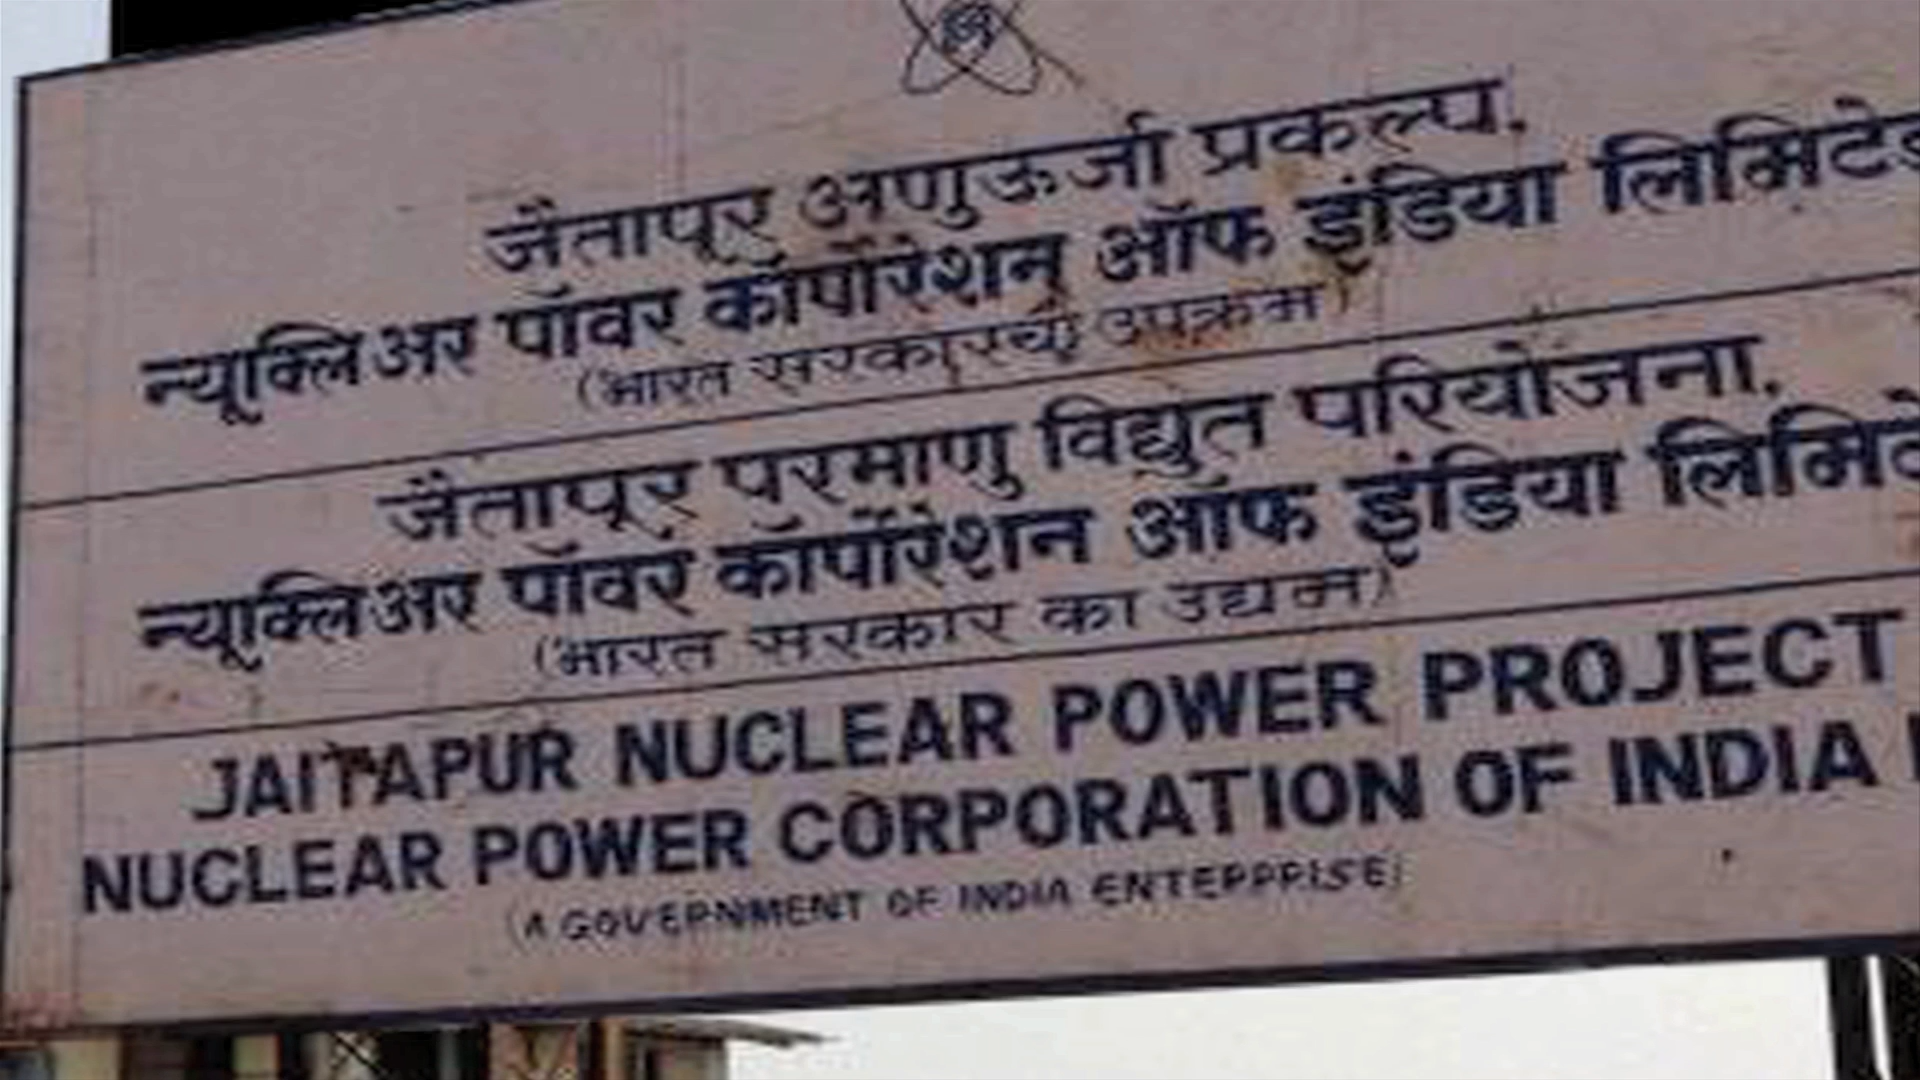 जैतापूर अणुऊर्जा प्रकल्प.
न्यूक्लिअर पॉवर कॉर्पोरेशन ऑफ इंडिया लिमिटेड
(भारत सरकारचा उपक्रम)
जैतापूर परमाणु विद्युत परियोजना.
न्यूक्लिअर पॉवर कॉर्पोरेशन ऑफ इंडिया
(भारत सरकार का उद्यम)
JAITAPUR NUCLEAR POWER PROJECT
NUCLEAR POWER CORPORATION OF INDIA
(A GOVERNMENT OF INDIA ENTERPPRISE)